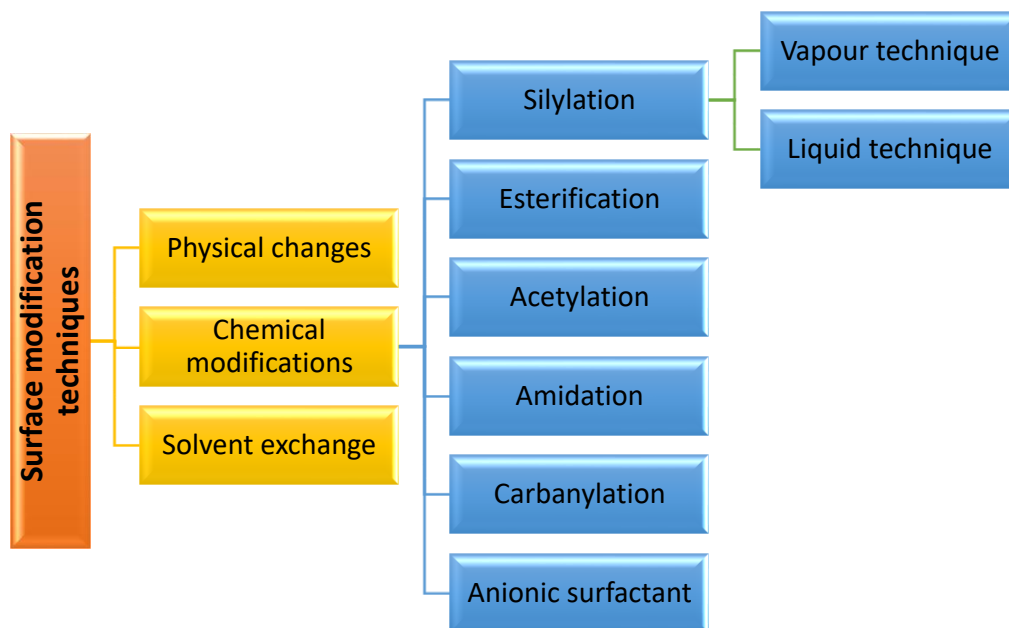 Surface modification
techniques
Physical changes
Chemical
modifications
Solvent exchange
Silylation
Esterification
Acetylation
Amidation
Carbanylation
Anionic surfactant
Vapour technique
Liquid technique